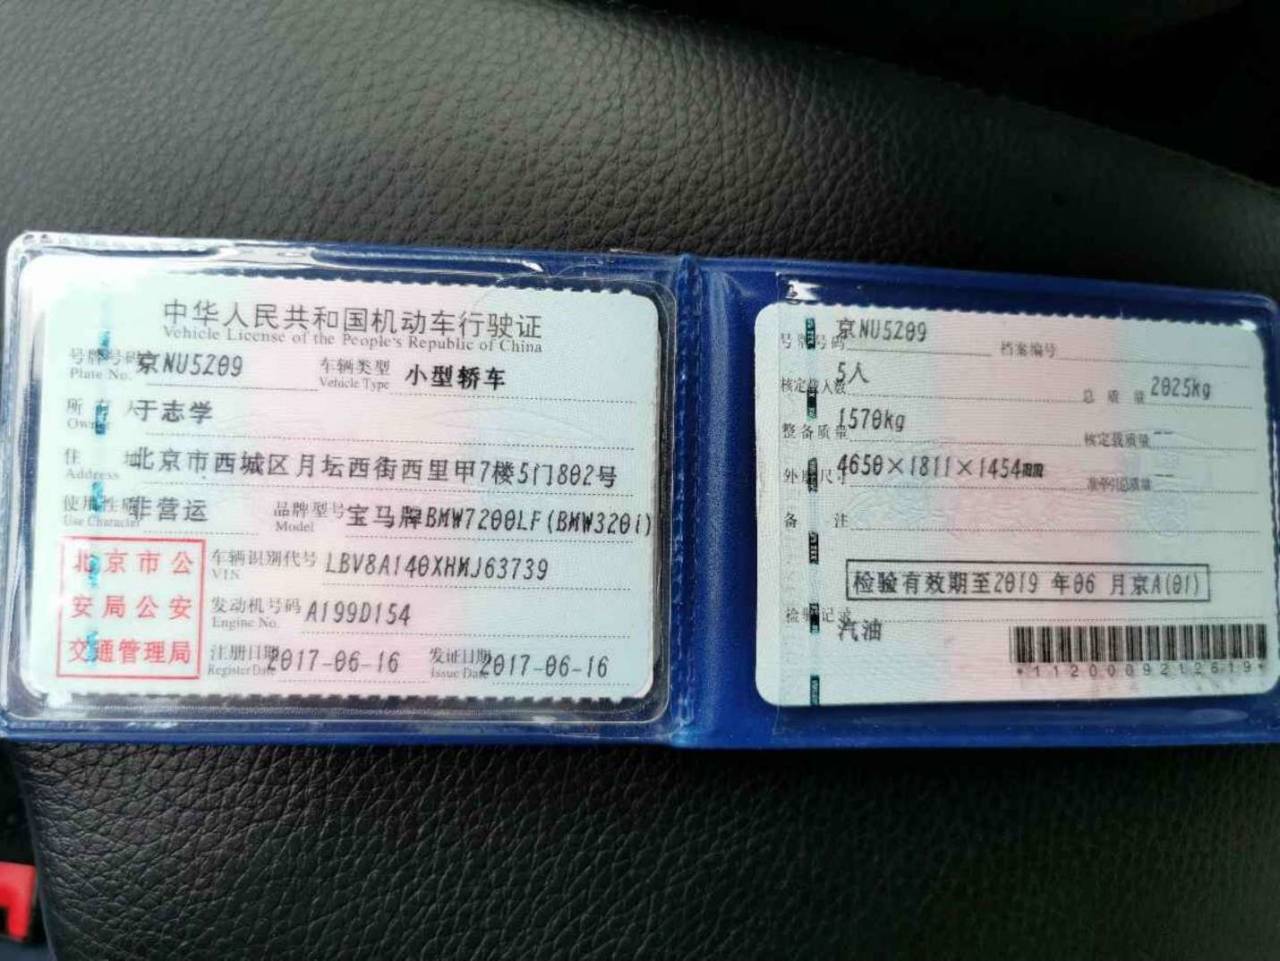 中华人民共和国机动车行驶证
Vehicle License of the People's Republic of China
号牌号码 京NU5Z09 车辆类型 小型轿车
Plate No. Vehicle Type
所有人 于志学
Owner
住址 北京市西城区月坛西街西里甲7楼5门802号
Address
使用性质 非营运 品牌型号 宝马牌BMW7200LF(BMW320i)
Use Character Model
北京市公安局公安交通管理局
车辆识别代号 LBV8A140XHMJ63739
VIN
发动机号码 A199D154
Engine No.
注册日期 2017-06-16 发证日期 2017-06-16
Register Date Issue Date
号牌号码 京NU5Z09 档案编号
核定载人数 5人 总质量 2025kg
整备质量 1570kg 核定载质量 --
外廓尺寸 4650×1811×1454mm 准牵引总质量 --
备注
检验有效期至2019年06月京A(01)
检验记录 汽油
*1120009212619*